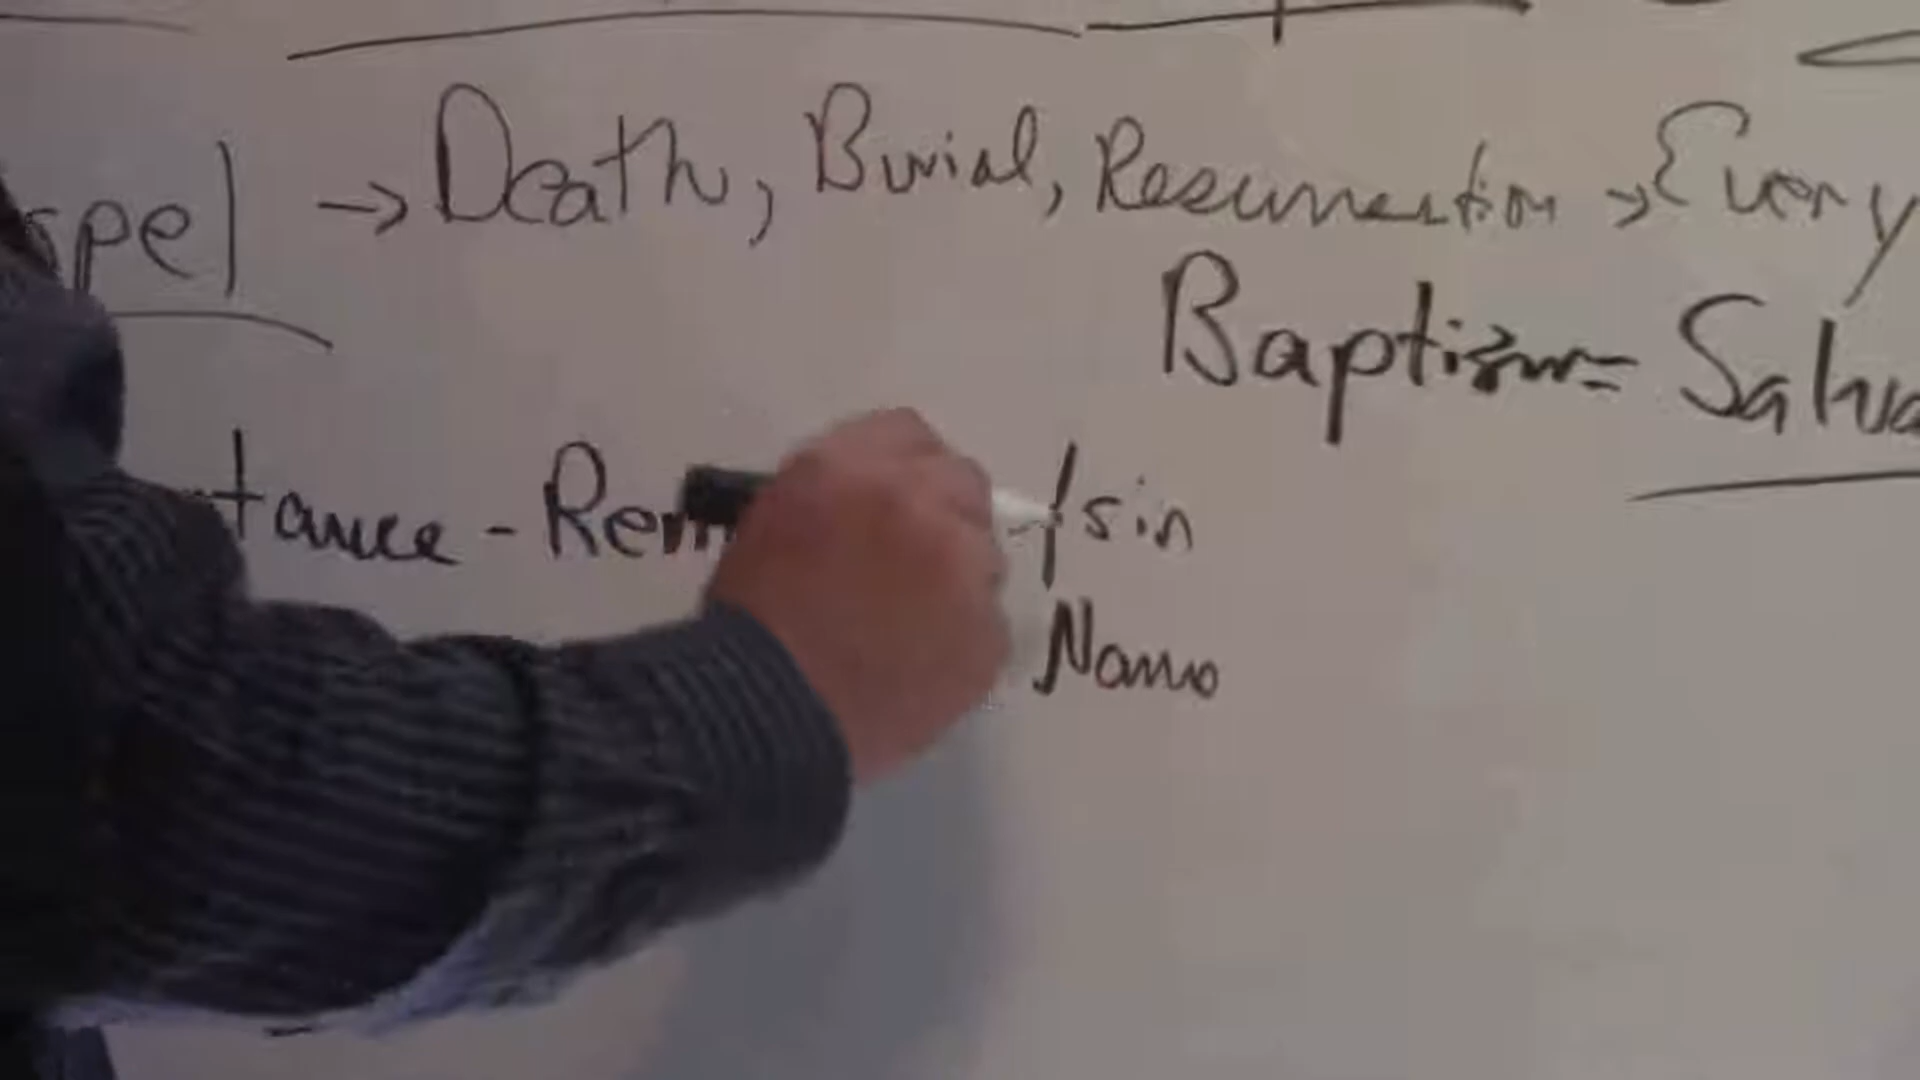 spel → Death, Burial, Resurrection → Every
Baptism = Salva
tance - Rem f sin
Name